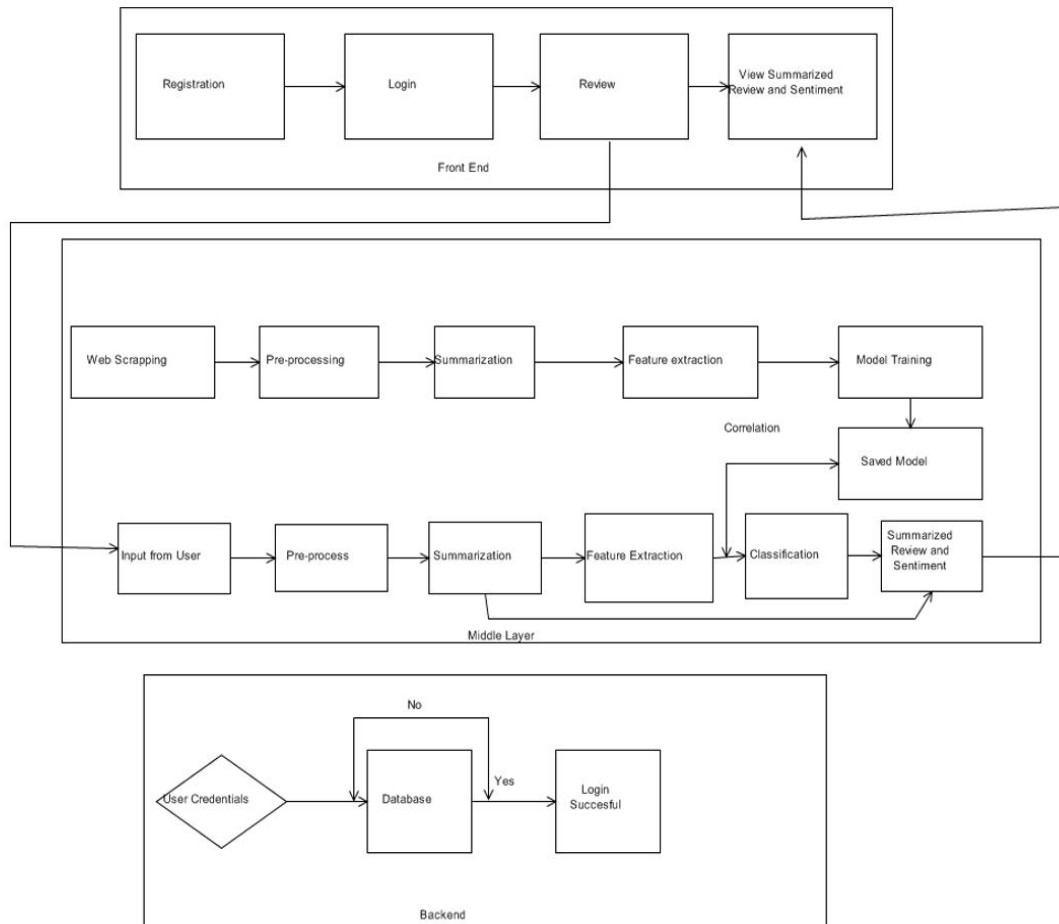 Registration
Login
Review
View Summarized
Review and Sentiment
Front End
Web Scrapping
Pre-processing
Summarization
Feature extraction
Model Training
Correlation
Saved Model
Input from User
Pre-process
Summarization
Feature Extraction
Classification
Summarized
Review and
Sentiment
Middle Layer
No
User Credentials
Database
Yes
Login
Succesful
Backend